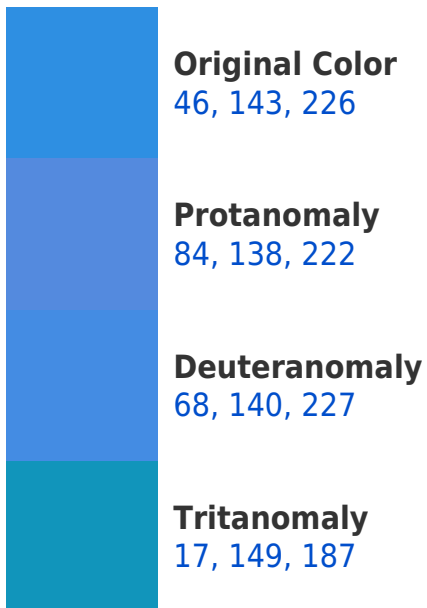 Original Color
46, 143, 226
Protanomaly
84, 138, 222
Deuteranomaly
68, 140, 227
Tritanomaly
17, 149, 187